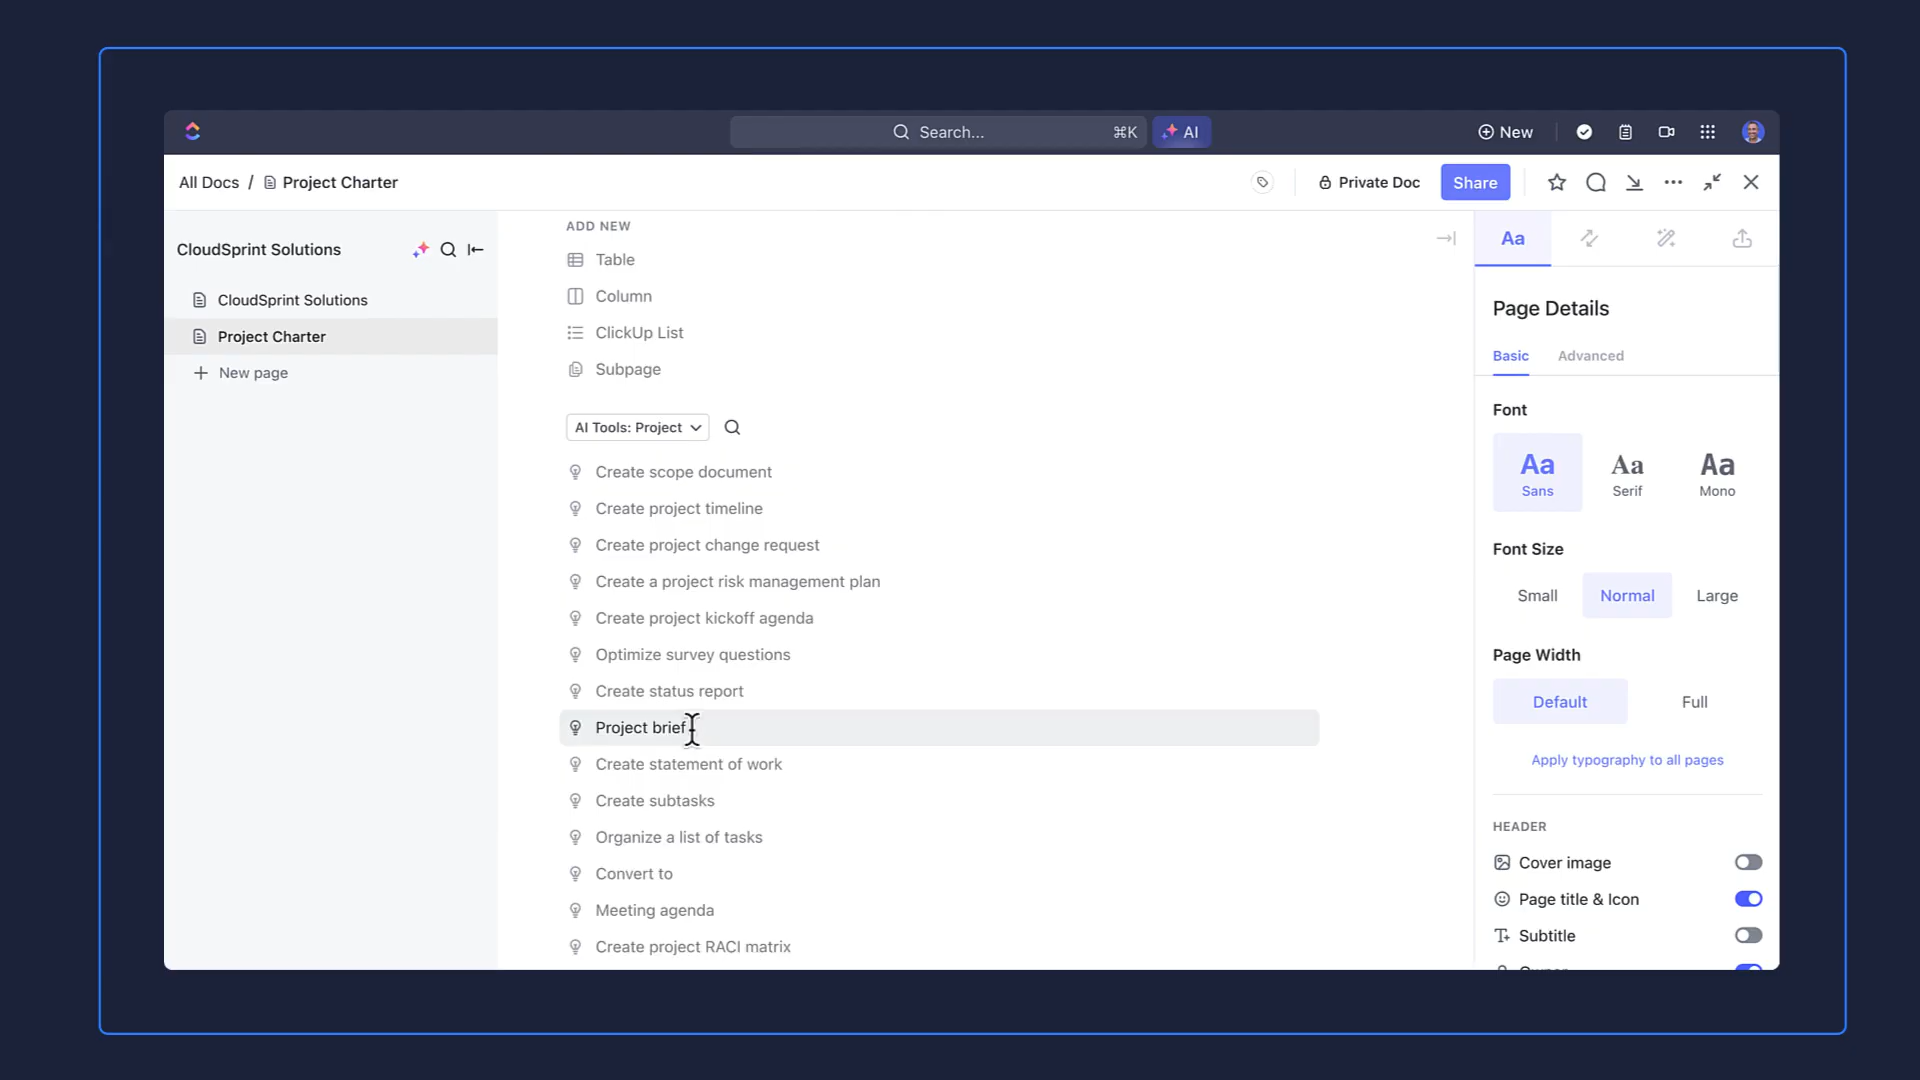 Search... ⌘K AI New
All Docs / Project Charter Private Doc Share
CloudSprint Solutions
CloudSprint Solutions
Project Charter
New page
ADD NEW
Table
Column
ClickUp List
Subpage
AI Tools: Project
Create scope document
Create project timeline
Create project change request
Create a project risk management plan
Create project kickoff agenda
Optimize survey questions
Create status report
Project brief
Create statement of work
Create subtasks
Organize a list of tasks
Convert to
Meeting agenda
Create project RACI matrix
Aa
Page Details
Basic Advanced
Font
Aa Aa Aa
Sans Serif Mono
Font Size
Small Normal Large
Page Width
Default Full
Apply typography to all pages
HEADER
Cover image
Page title & Icon
Subtitle